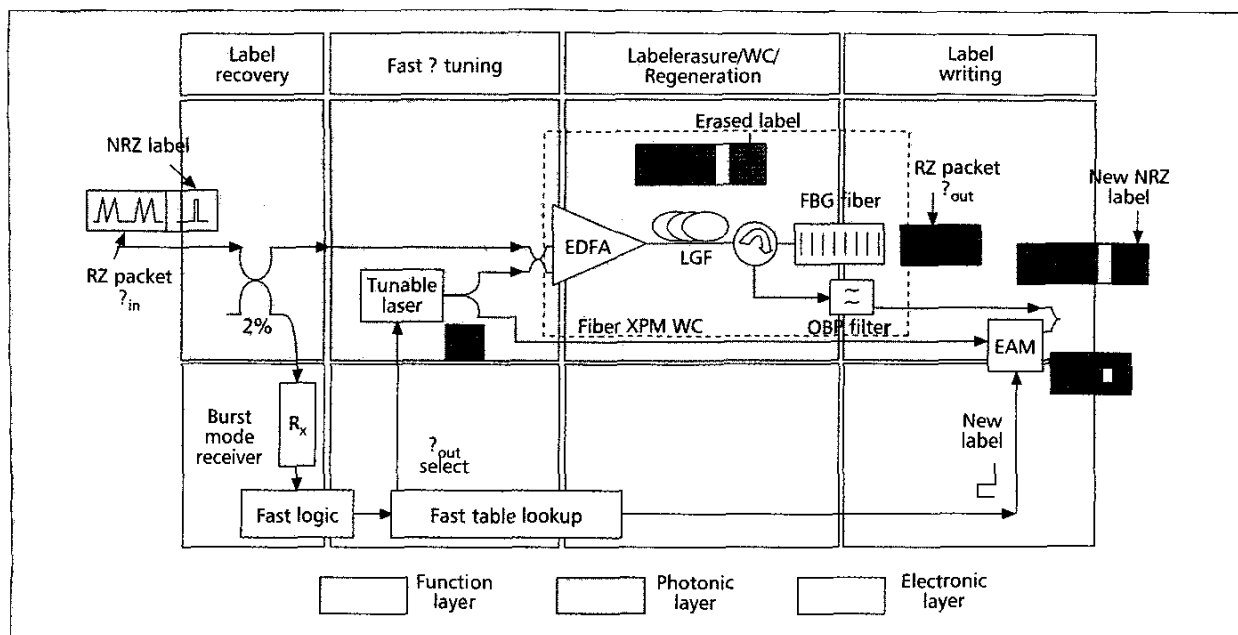 Label
recovery
Fast ? tuning
Labelerasure/WC/
Regeneration
Label
writing
NRZ label
Erased label
RZ packet
?out
New NRZ
label
FBG fiber
EDFA
LGF
RZ packet
?in
Tunable
laser
2%
Fiber XPM WC
OBP filter
EAM
Burst
mode
receiver
Rx
?out
select
New
label
Fast logic
Fast table lookup
Function
layer
Photonic
layer
Electronic
layer